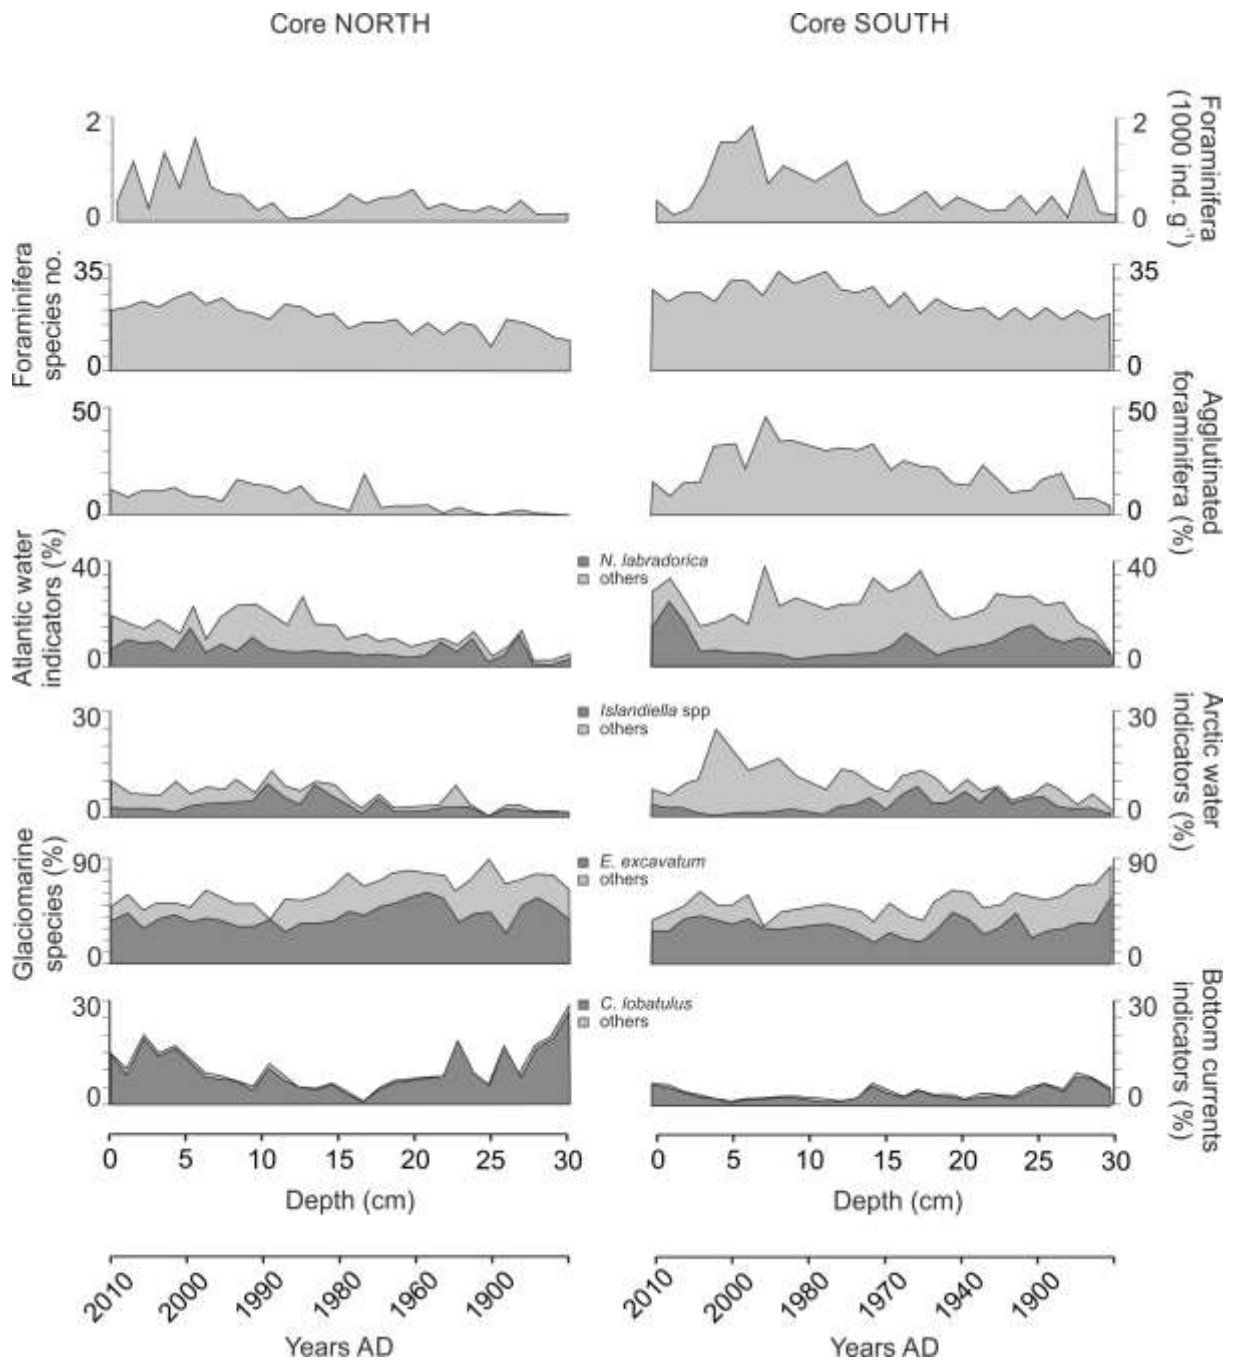 Core NORTH
Core SOUTH
2
0
2
0
Foraminifera
(1000 ind. g⁻¹)
Foraminifera
species no.
35
0
35
0
50
0
50
0
Agglutinated
foraminifera (%)
Atlantic water
indicators (%)
40
0
N. labradorica
others
40
0
30
0
Islandiella spp
others
30
0
Arctic water
indicators (%)
Glaciomarine
species (%)
90
0
E. excavatum
others
90
0
30
0
C. lobatulus
others
30
0
Bottom currents
indicators (%)
0 5 10 15 20 25 30
Depth (cm)
0 5 10 15 20 25 30
Depth (cm)
2010 2000 1990 1980 1960 1900
Years AD
2010 2000 1980 1970 1940 1900
Years AD